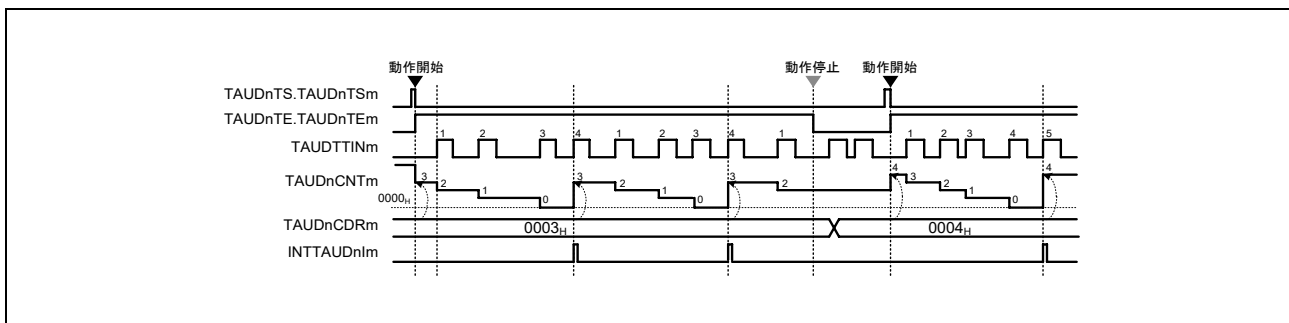 動作開始 動作停止 動作開始
TAUDnTS.TAUDnTSm
TAUDnTE.TAUDnTEm
TAUDTTINm 1 2 3 4 1 2 3 4 1 1 2 3 4 5
TAUDnCNTm 3 2 1 0 3 2 1 0 3 2 4 3 2 1 0 4
0000H
TAUDnCDRm 0003H 0004H
INTTAUDnIm